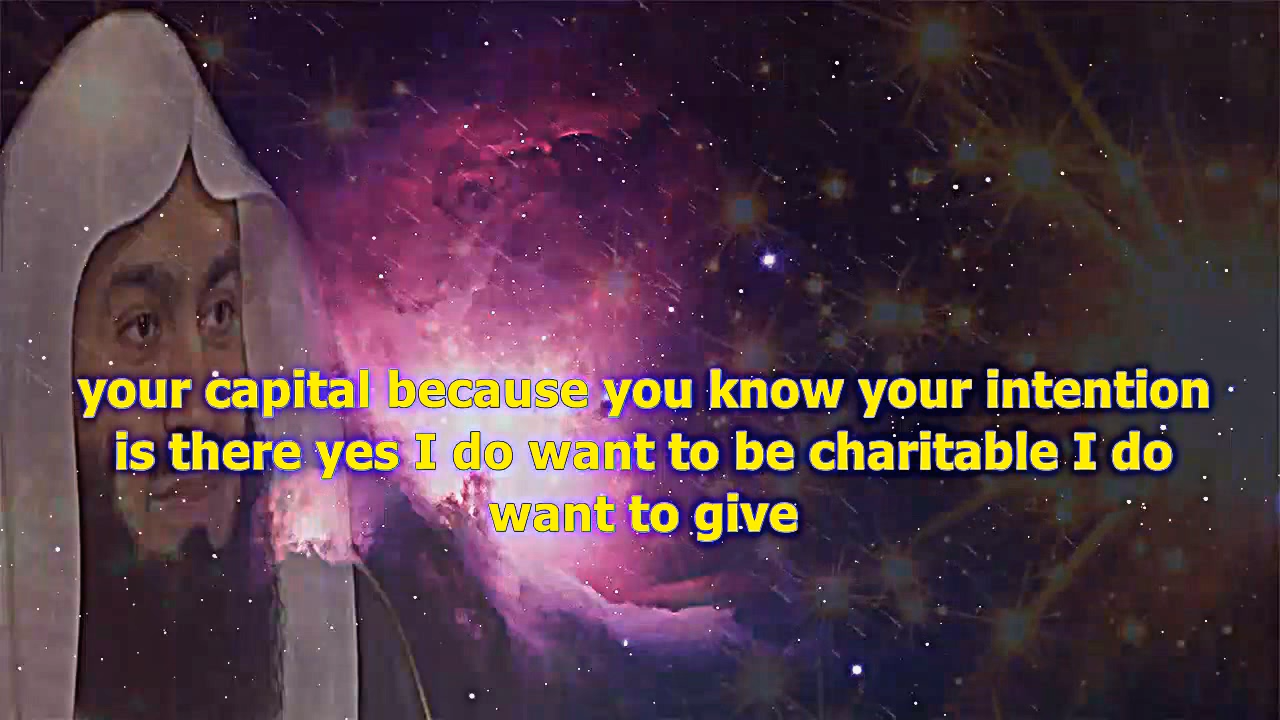 your capital because you know your intention
is there yes I do want to be charitable I do
want to give